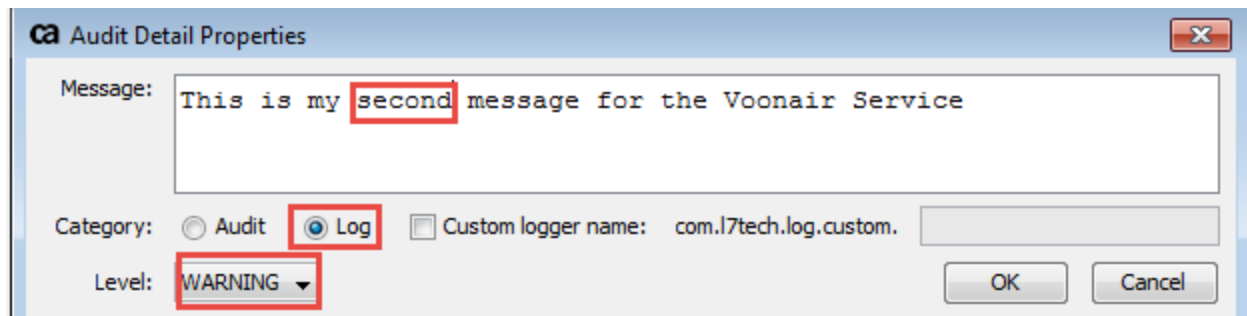 ca Audit Detail Properties
Message: This is my second message for the Voonair Service
Category: Audit Log Custom logger name: com.l7tech.log.custom.
Level: WARNING OK Cancel